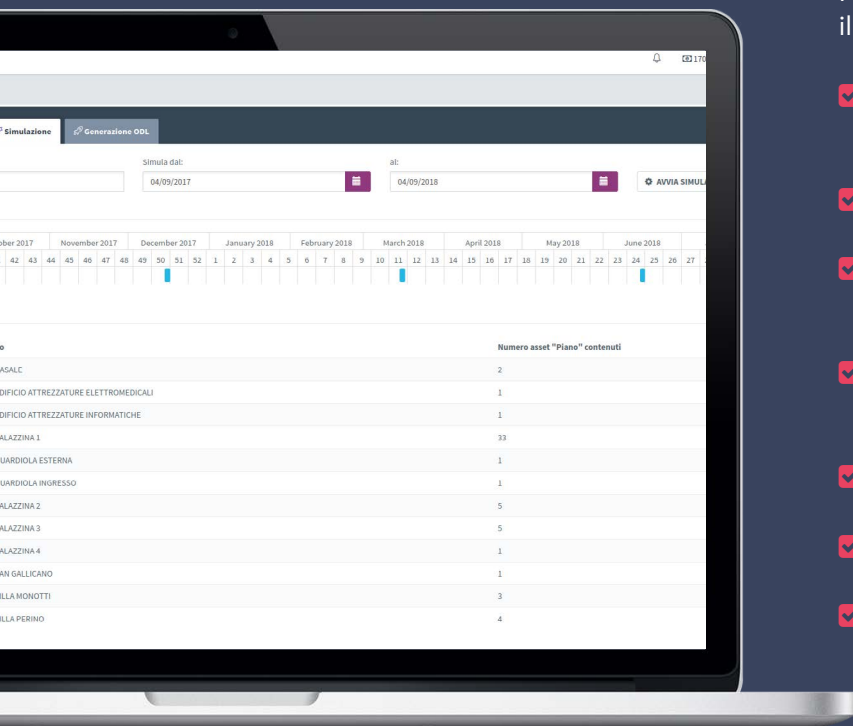 il
170
Simulazione
Generazione ODL
Simula dal:
al:
04/09/2017
04/09/2018
AVVIA SIMULA
ber 2017 November 2017 December 2017 January 2018 February 2018 March 2018 April 2018 May 2018 June 2018
42 43 44 45 46 47 48 49 50 51 52 1 2 3 4 5 6 7 8 9 10 11 12 13 14 15 16 17 18 19 20 21 22 23 24 25 26 27
o Numero asset "Piano" contenuti
ASALC 2
DIFICIO ATTREZZATURE ELETTROMEDICALI 1
DIFICIO ATTREZZATURE INFORMATICHE 1
ALAZZINA 1 33
UARDIOLA ESTERNA 1
UARDIOLA INGRESSO 1
ALAZZINA 2 5
ALAZZINA 3 5
ALAZZINA 4 1
AN GALLICANO 1
ILLA MONOTTI 3
ILLA PERINO 4